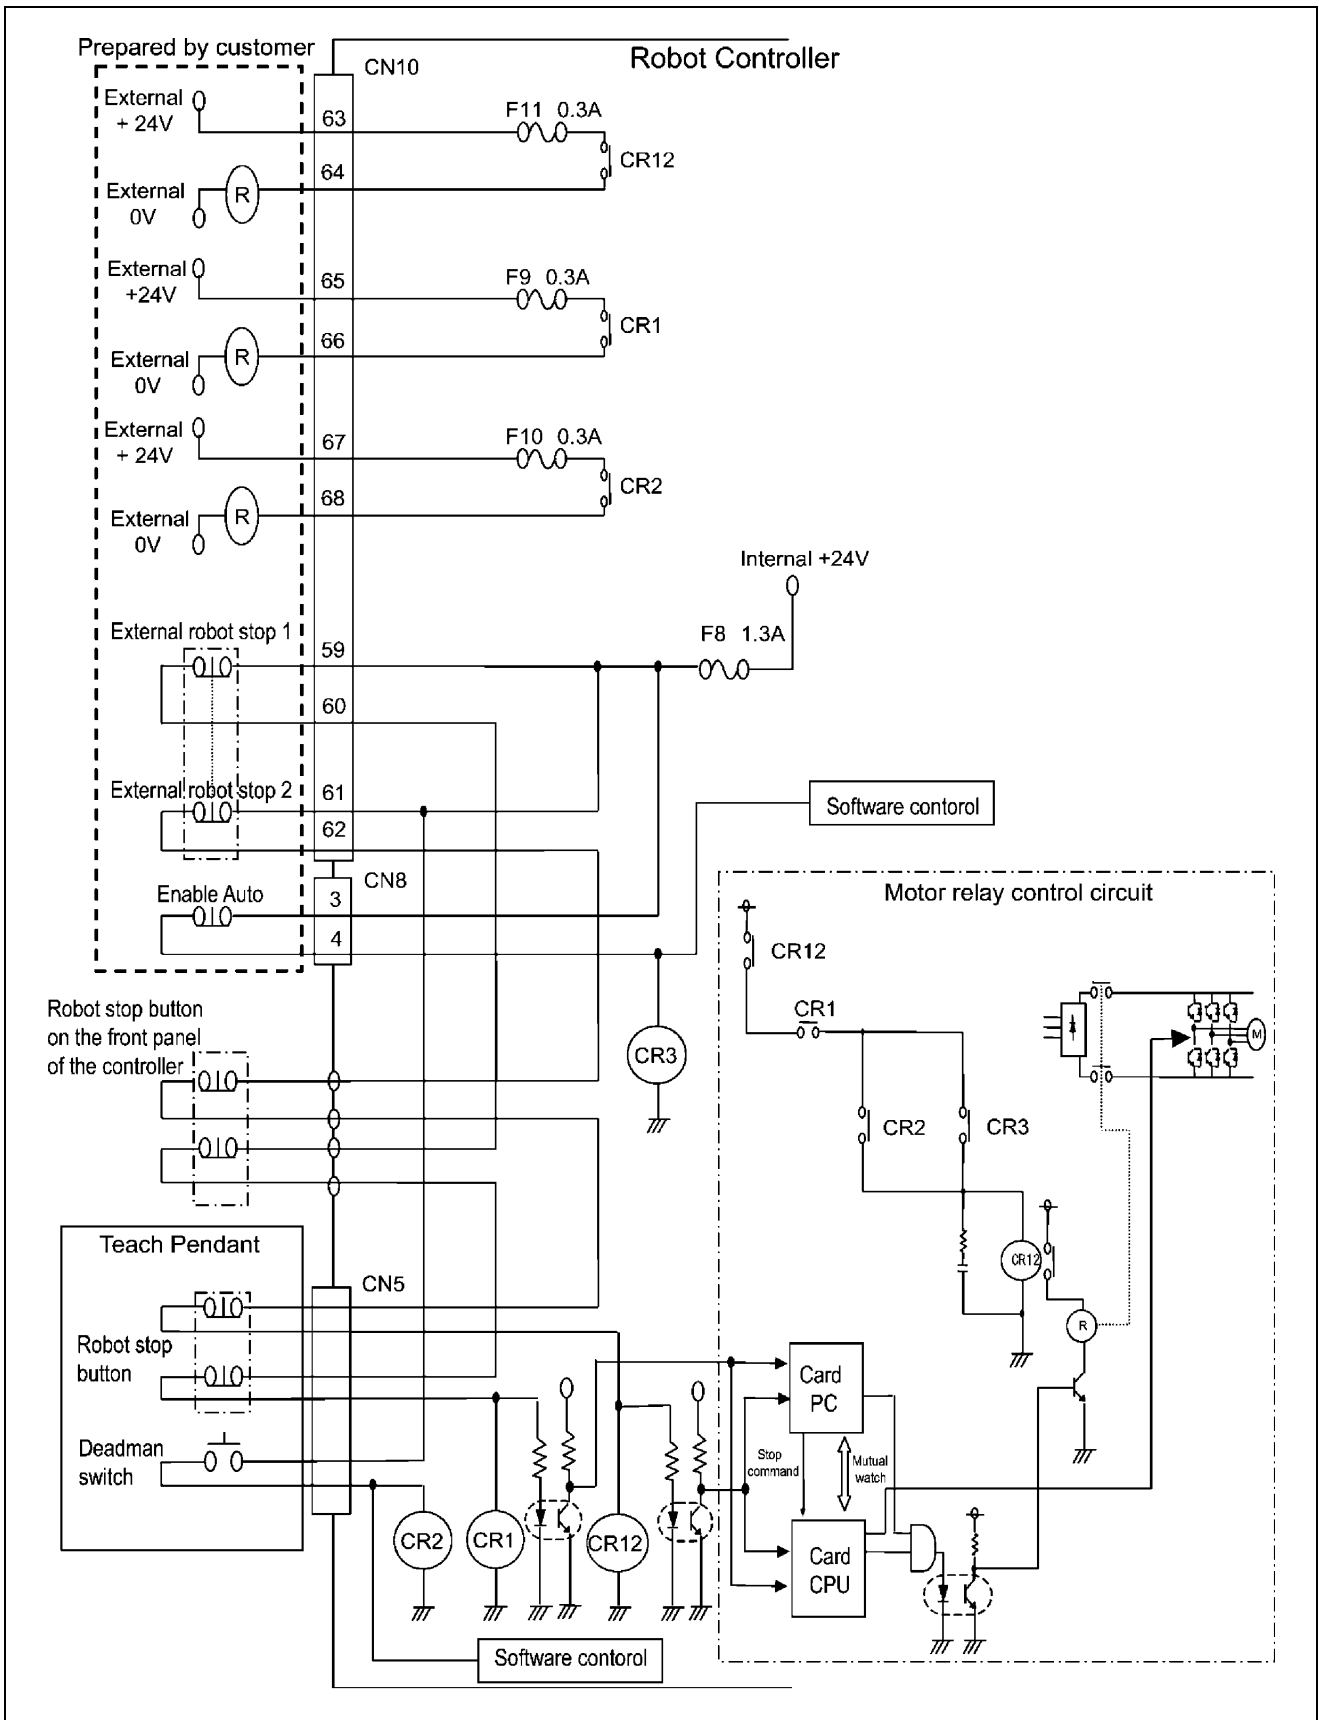 Prepared by customer
Robot Controller
CN10
External
+ 24V
63
F11 0.3A
CR12
64
External
0V
R
External
+24V
65
F9 0.3A
CR1
66
External
0V
R
External
+ 24V
67
F10 0.3A
CR2
68
External
0V
R
Internal +24V
F8 1.3A
External robot stop 1
59
60
External robot stop 2
61
62
Software contorol
CN8
Enable Auto
3
4
Motor relay control circuit
CR12
CR1
M
Robot stop button
on the front panel
of the controller
CR3
CR2
CR3
CR12
R
Teach Pendant
CN5
Robot stop
button
Deadman
switch
Card
PC
Stop
command
Mutual
watch
Card
CPU
CR2
CR1
CR12
Software contorol